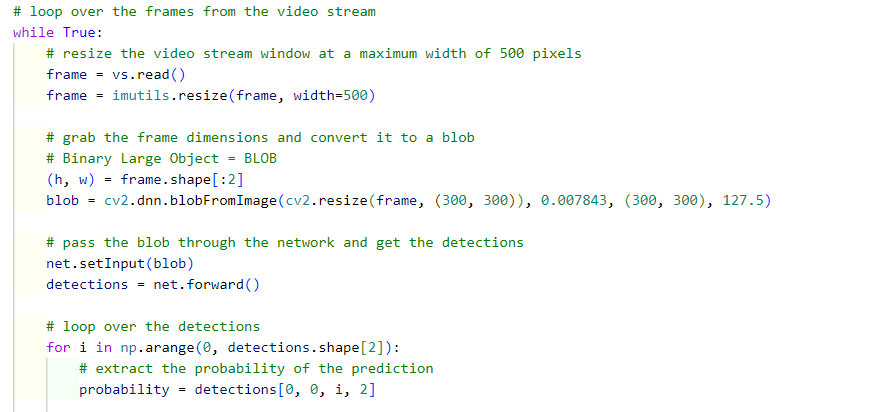 # loop over the frames from the video stream
while True:
    # resize the video stream window at a maximum width of 500 pixels
    frame = vs.read()
    frame = imutils.resize(frame, width=500)

    # grab the frame dimensions and convert it to a blob
    # Binary Large Object = BLOB
    (h, w) = frame.shape[:2]
    blob = cv2.dnn.blobFromImage(cv2.resize(frame, (300, 300)), 0.007843, (300, 300), 127.5)

    # pass the blob through the network and get the detections
    net.setInput(blob)
    detections = net.forward()

    # loop over the detections
    for i in np.arange(0, detections.shape[2]):
        # extract the probability of the prediction
        probability = detections[0, 0, i, 2]